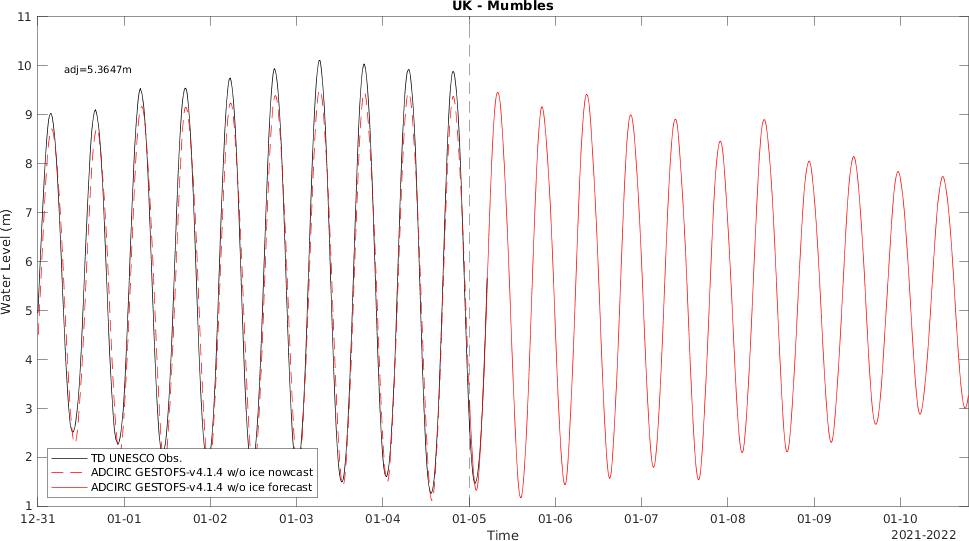 UK - Mumbles
11
10
9
8
7
6
5
4
3
2
1
Water Level (m)
adj=5.3647m
TD UNESCO Obs.
ADCIRC GESTOFS-v4.1.4 w/o ice nowcast
ADCIRC GESTOFS-v4.1.4 w/o ice forecast
12-31 01-01 01-02 01-03 01-04 01-05 01-06 01-07 01-08 01-09 01-10
Time
2021-2022